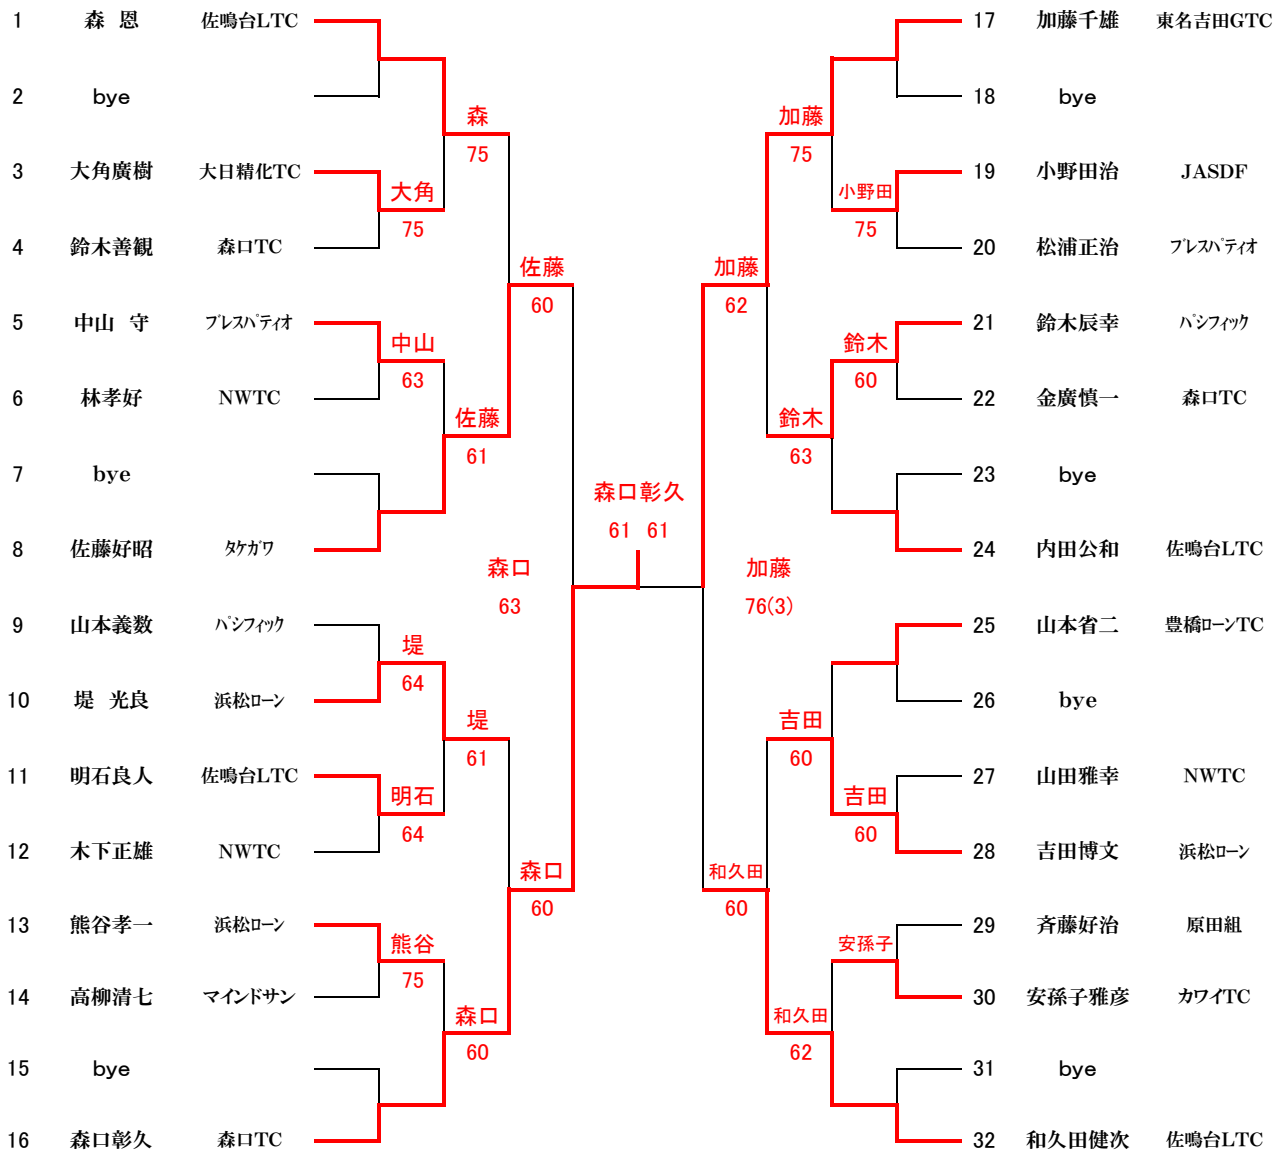 1 森 恩 佐鳴台LTC
2 bye
3 大角廣樹 大日精化TC
4 鈴木善観 森口TC
5 中山 守 プレスパティオ
6 林孝好 NWTC
7 bye
8 佐藤好昭 タケガワ
9 山本義数 パシフィック
10 堤 光良 浜松ローン
11 明石良人 佐鳴台LTC
12 木下正雄 NWTC
13 熊谷孝一 浜松ローン
14 高柳清七 マインドサン
15 bye
16 森口彰久 森口TC
大角
75
中山
63
堤
64
明石
64
熊谷
75
森
75
佐藤
61
堤
61
森口
60
佐藤
60
森口
60
森口
63
森口彰久
61 61
加藤
76(3)
加藤
62
和久田
60
加藤
75
鈴木
63
吉田
60
和久田
62
小野田
75
鈴木
60
吉田
60
安孫子
17 加藤千雄 東名吉田GTC
18 bye
19 小野田治 JASDF
20 松浦正治 プレスパティオ
21 鈴木辰幸 パシフィック
22 金廣慎一 森口TC
23 bye
24 内田公和 佐鳴台LTC
25 山本省二 豊橋ローンTC
26 bye
27 山田雅幸 NWTC
28 吉田博文 浜松ローン
29 斉藤好治 原田組
30 安孫子雅彦 カワイTC
31 bye
32 和久田健次 佐鳴台LTC